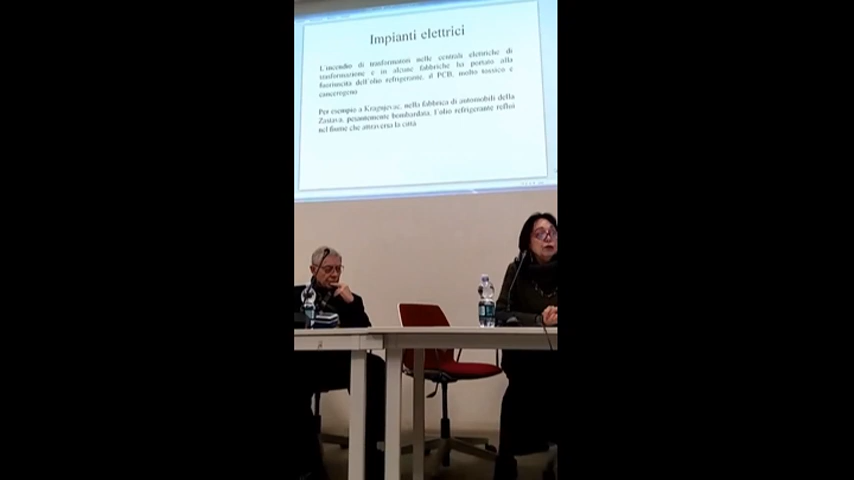 Impianti elettrici
L'incendio di trasformatori nelle centrali elettriche di
trasformazione e in alcune fabbriche ha portato alla
fuoriuscita dell'olio refrigerante, il PCB, molto tossico e
cancerogeno
Per esempio a Kragujevac, nella fabbrica di automobili della
Zastava, pesantemente bombardata, l'olio refrigerante refluì
nel fiume che attraversa la città